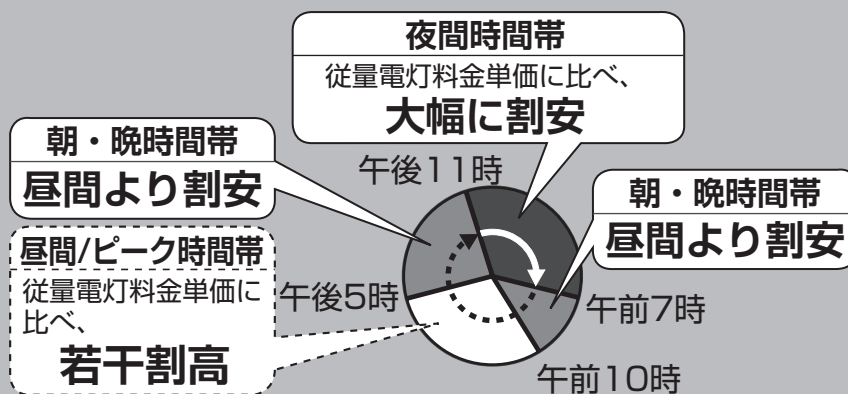 夜間時間帯
従量電灯料金単価に比べ、
大幅に割安
朝・晩時間帯
昼間より割安
午後11時
朝・晩時間帯
昼間より割安
昼間/ピーク時間帯
従量電灯料金単価に
比べ、
若干割高
午後5時
午前7時
午前10時